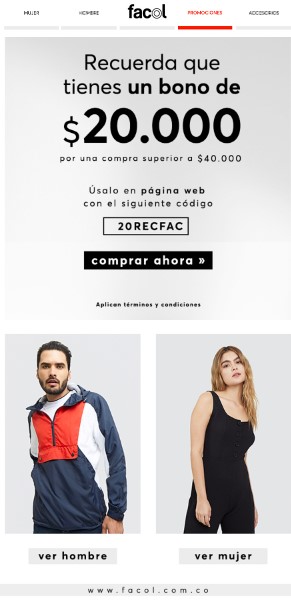 MUJER HOMBRE facol PROMOCIONES ACCESORIOS
Recuerda que
tienes un bono de
$20.000
por una compra superior a $40.000
Úsalo en página web
con el siguiente código
20RECFAC
comprar ahora »
Aplican términos y condiciones
ver hombre ver mujer
www.facol.com.co